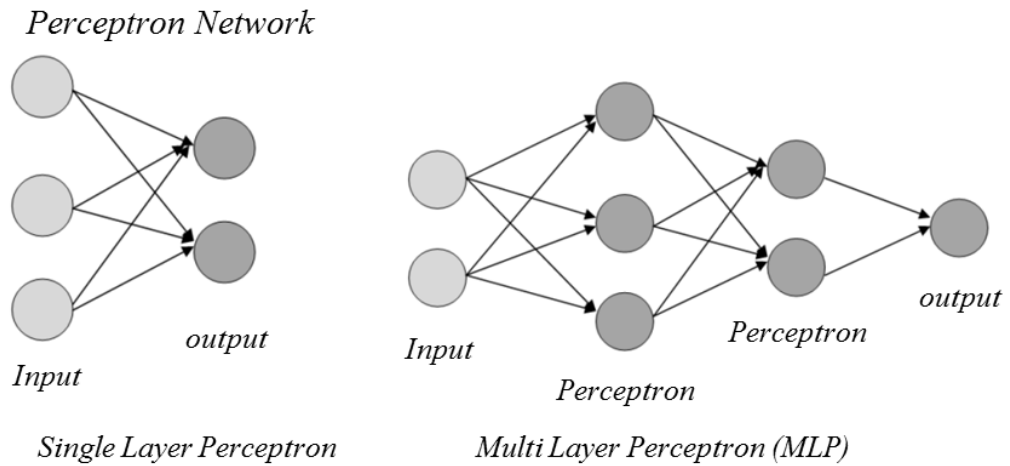 Perceptron Network
output
Input
Single Layer Perceptron
Input
Perceptron
Perceptron
output
Multi Layer Perceptron (MLP)